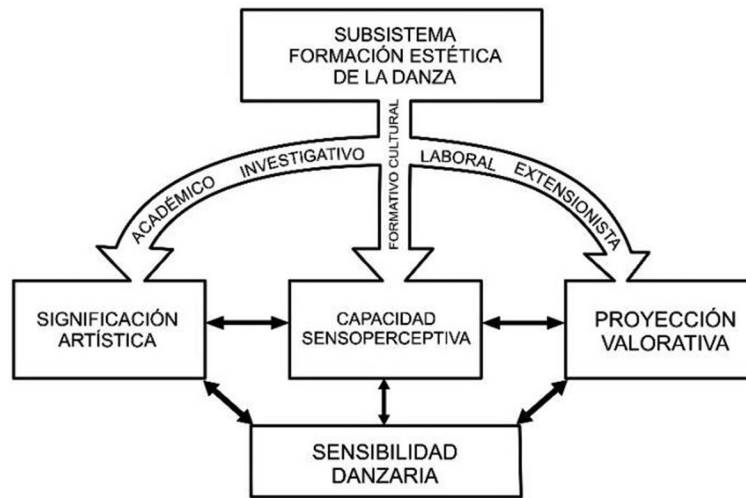 SUBSISTEMA
FORMACIÓN ESTÉTICA
DE LA DANZA
ACADÉMICO INVESTIGATIVO
FORMATIVO CULTURAL
LABORAL EXTENSIONISTA
SIGNIFICACIÓN
ARTÍSTICA
CAPACIDAD
SENSOPERCEPTIVA
PROYECCIÓN
VALORATIVA
SENSIBILIDAD
DANZARIA